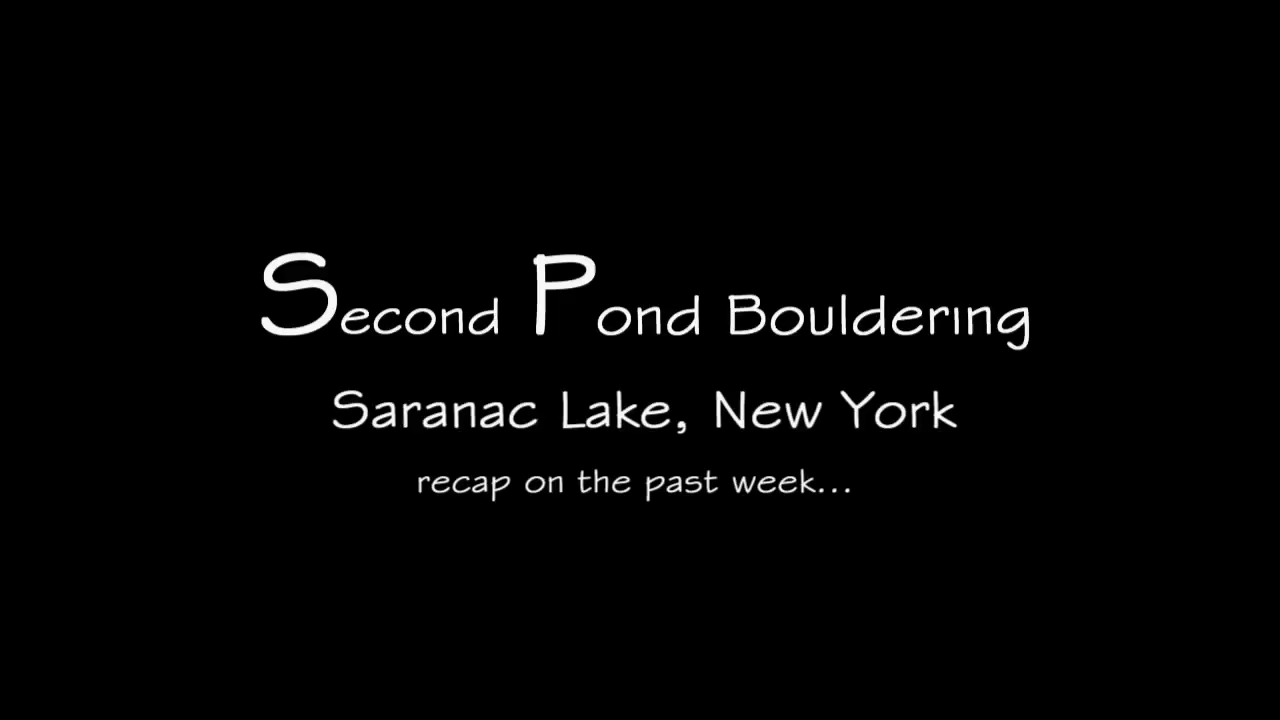 Second Pond Bouldering
Saranac Lake, New York
recap on the past week...